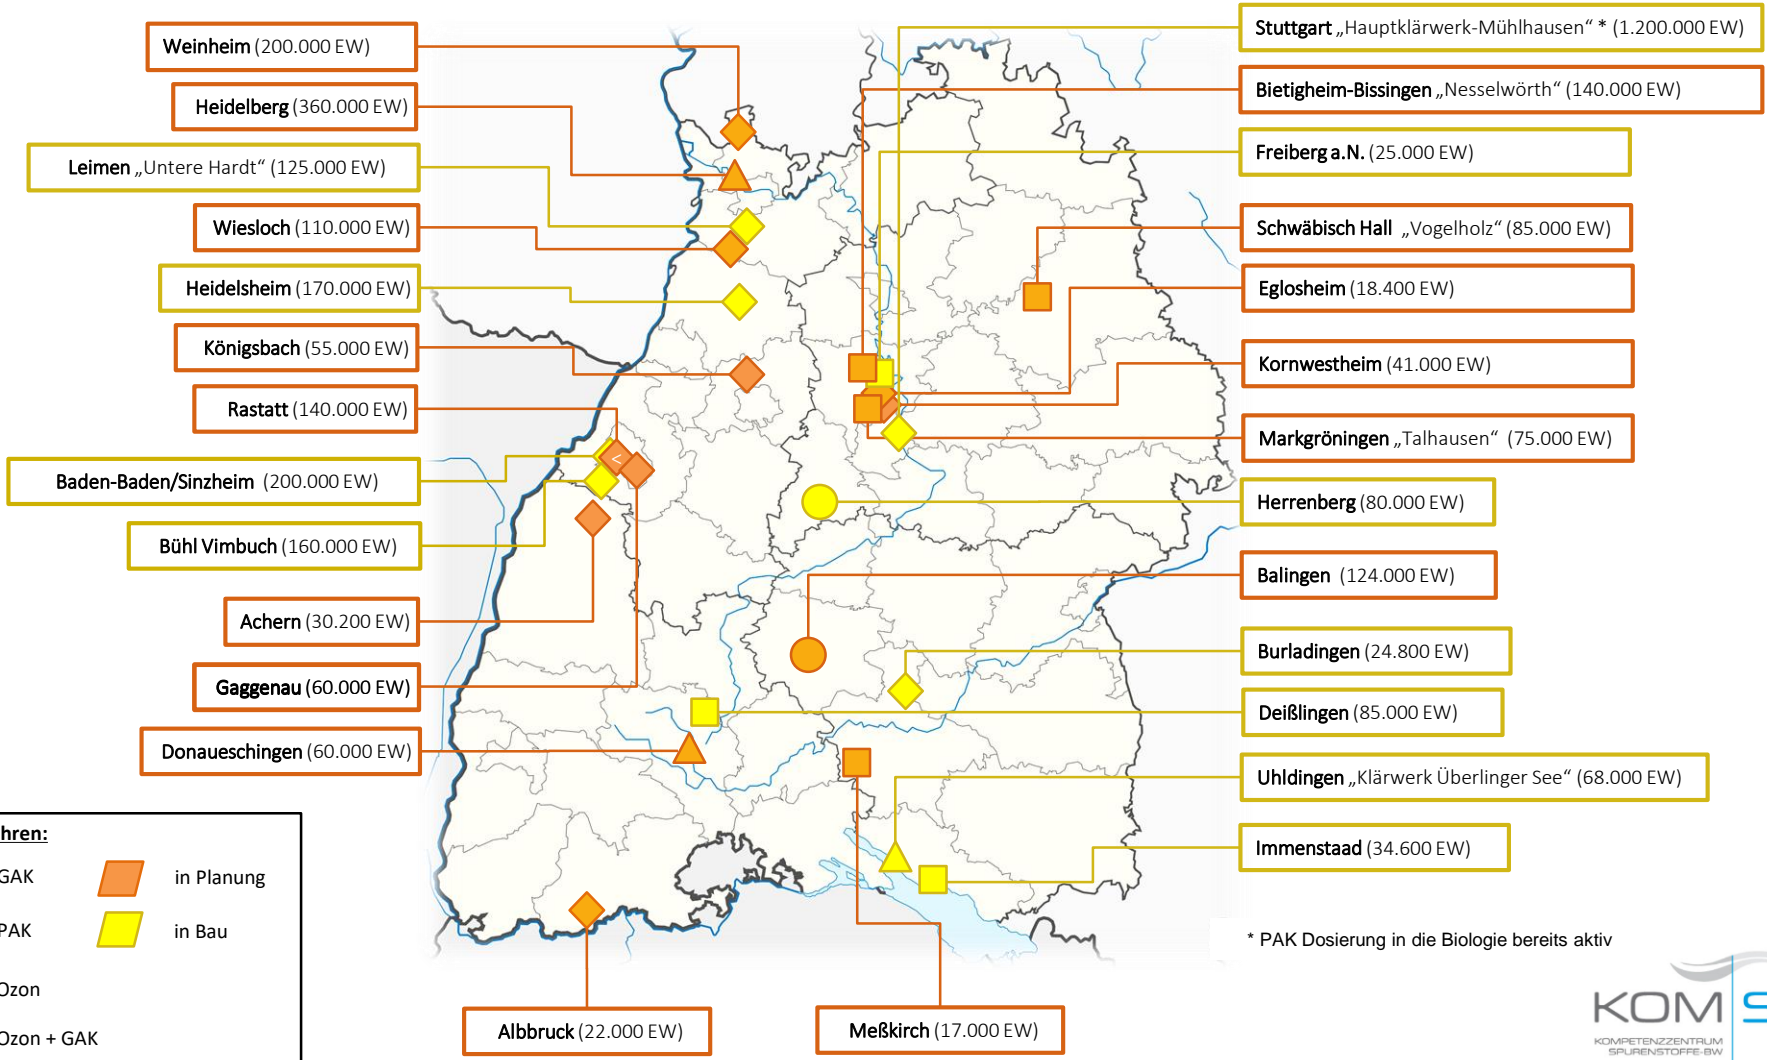 Weinheim (200.000 EW)
Heidelberg (360.000 EW)
Leimen „Untere Hardt“ (125.000 EW)
Wiesloch (110.000 EW)
Heidelsheim (170.000 EW)
Königsbach (55.000 EW)
Rastatt (140.000 EW)
Baden-Baden/Sinzheim (200.000 EW)
Bühl Vimbuch (160.000 EW)
Achern (30.200 EW)
Gaggenau (60.000 EW)
Donaueschingen (60.000 EW)
Stuttgart „Hauptklärwerk-Mühlhausen“ * (1.200.000 EW)
Bietigheim-Bissingen „Nesselwörth“ (140.000 EW)
Freiberg a.N. (25.000 EW)
Schwäbisch Hall „Vogelholz“ (85.000 EW)
Eglosheim (18.400 EW)
Kornwestheim (41.000 EW)
Markgröningen „Talhausen“ (75.000 EW)
Herrenberg (80.000 EW)
Balingen (124.000 EW)
Burladingen (24.800 EW)
Deißlingen (85.000 EW)
Uhldingen „Klärwerk Überlinger See“ (68.000 EW)
Immenstaad (34.600 EW)
Albbruck (22.000 EW)
Meßkirch (17.000 EW)
hren:
GAK in Planung
PAK in Bau
Ozon
Ozon + GAK
* PAK Dosierung in die Biologie bereits aktiv
KOM S
KOMPETENZZENTRUM
SPURENSTOFFE-BW